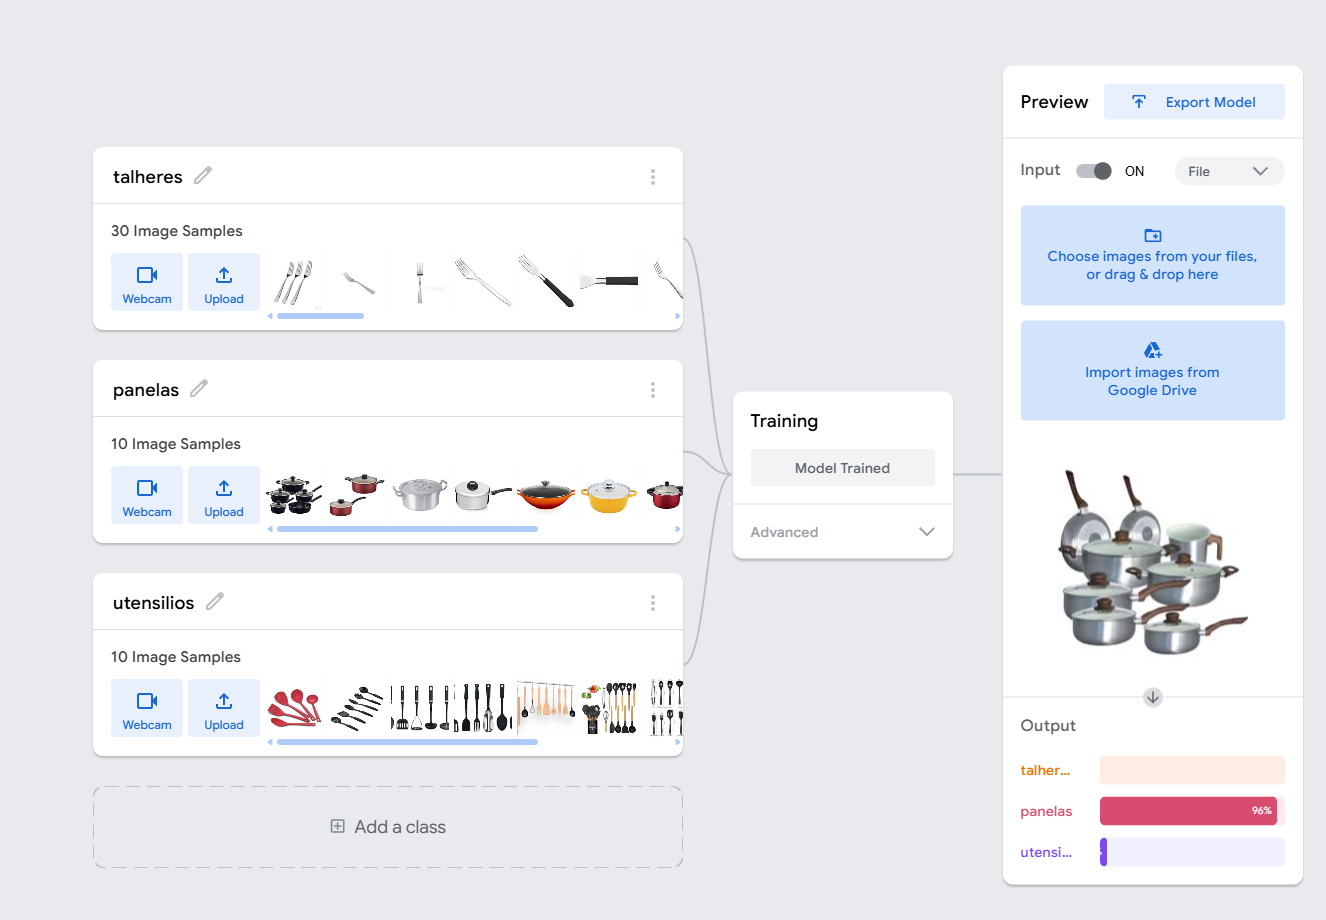 talheres
30 Image Samples
Webcam
Upload
panelas
10 Image Samples
Webcam
Upload
utensilios
10 Image Samples
Webcam
Upload
Add a class
Training
Model Trained
Advanced
Preview
Export Model
Input
ON
File
Choose images from your files,
or drag & drop here
Import images from
Google Drive
Output
talher...
panelas
96%
utensi...